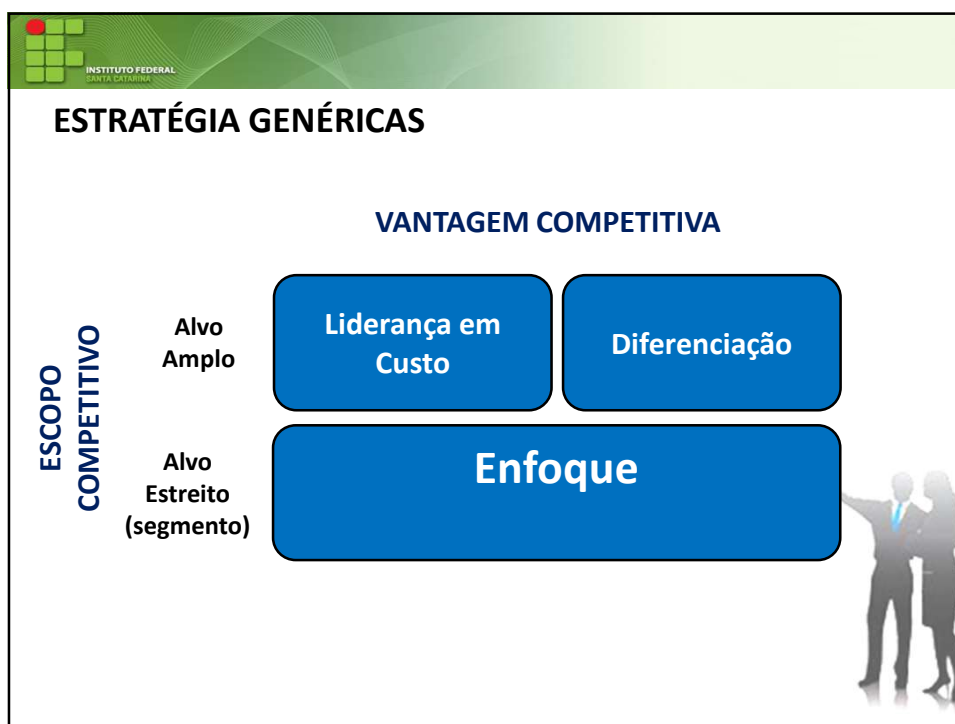 INSTITUTO FEDERAL
SANTA CATARINA
ESTRATÉGIA GENÉRICAS
VANTAGEM COMPETITIVA
ESCOPO
COMPETITIVO
Alvo
Amplo
Liderança em
Custo
Diferenciação
Alvo
Estreito
(segmento)
Enfoque